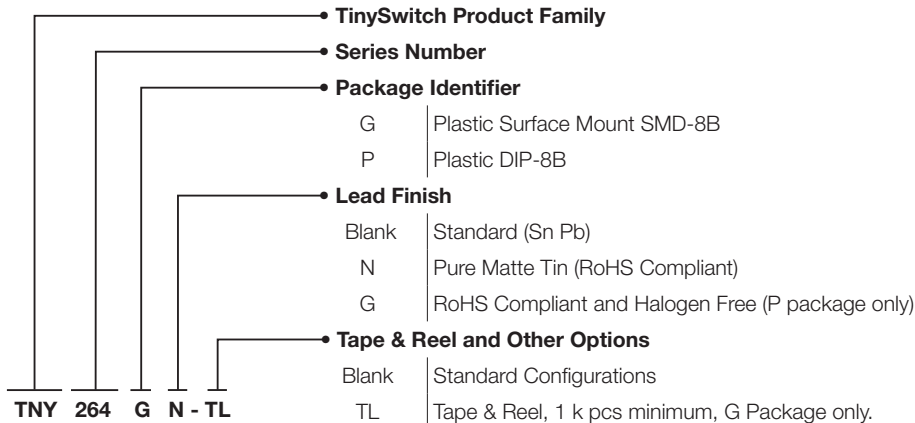 TinySwitch Product Family
Series Number
Package Identifier
G Plastic Surface Mount SMD-8B
P Plastic DIP-8B
Lead Finish
Blank Standard (Sn Pb)
N Pure Matte Tin (RoHS Compliant)
G RoHS Compliant and Halogen Free (P package only)
Tape & Reel and Other Options
Blank Standard Configurations
TNY 264 G N - TL TL Tape & Reel, 1 k pcs minimum, G Package only.